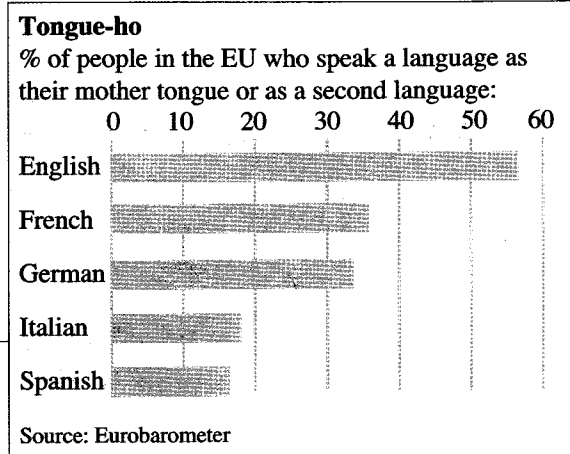 Tongue-ho
% of people in the EU who speak a language as
their mother tongue or as a second language:
0 10 20 30 40 50 60
English
French
German
Italian
Spanish
Source: Eurobarometer